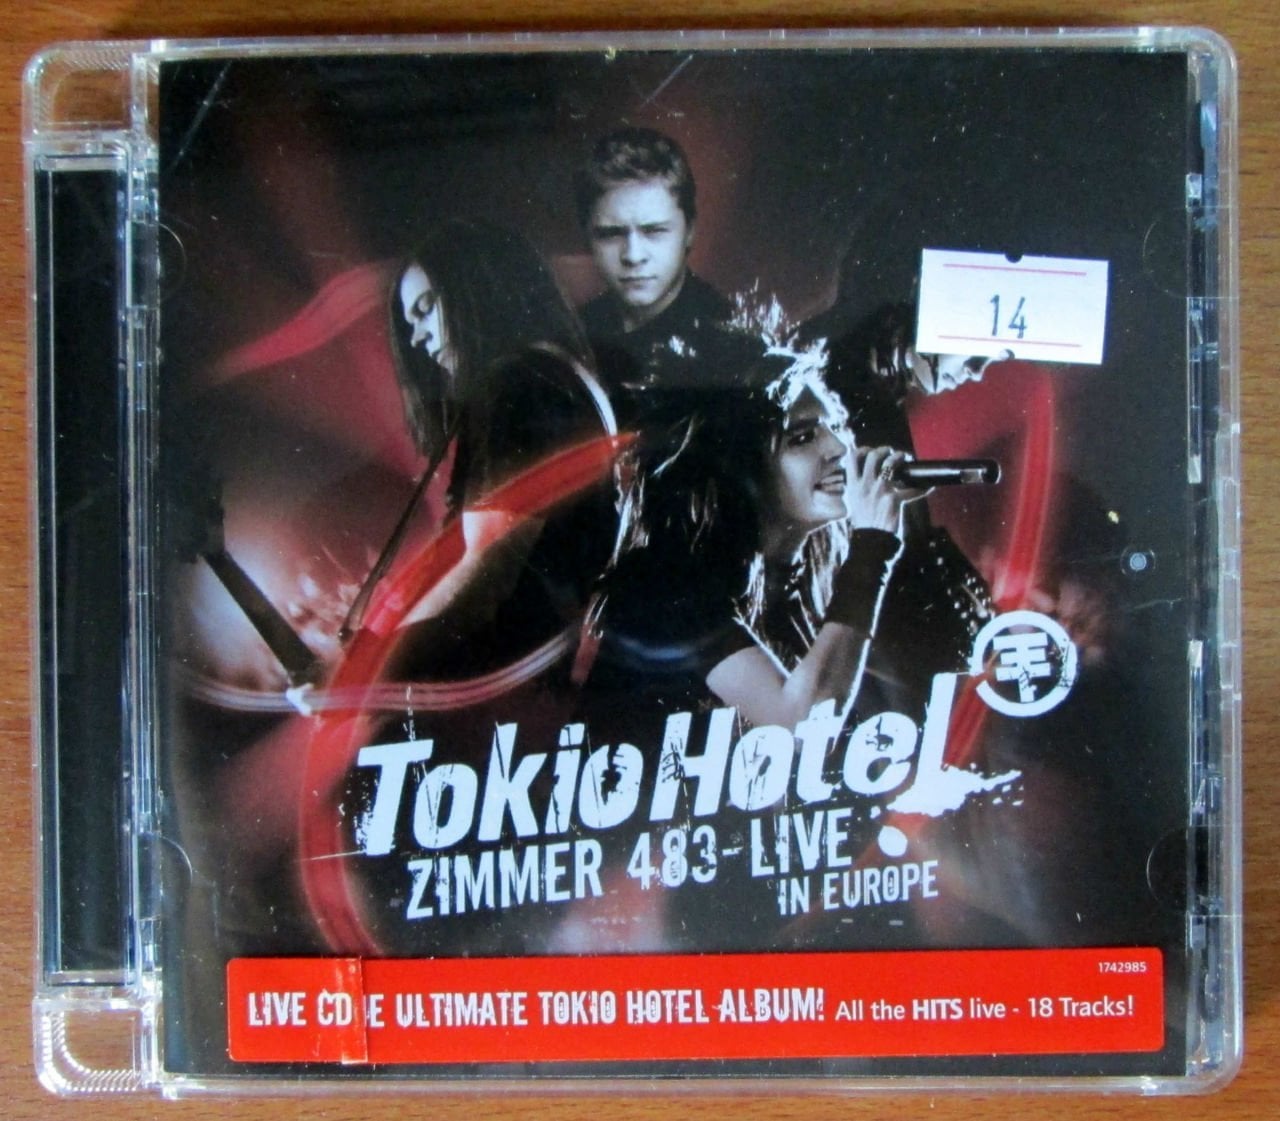 14
Tokio Hotel
ZIMMER 483-LIVE
IN EUROPE
1742985
LIVE CD E ULTIMATE TOKIO HOTEL ALBUM! All the HITS live - 18 Tracks!